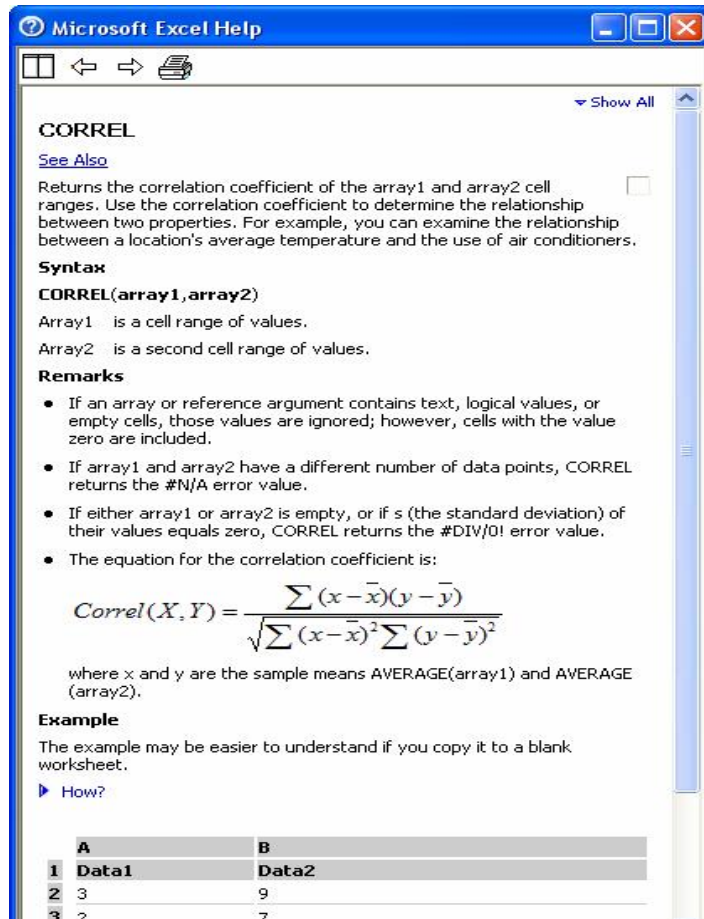 Microsoft Excel Help
Show All
CORREL
See Also
Returns the correlation coefficient of the array1 and array2 cell
ranges. Use the correlation coefficient to determine the relationship
between two properties. For example, you can examine the relationship
between a location's average temperature and the use of air conditioners.
Syntax
CORREL(array1,array2)
Array1 is a cell range of values.
Array2 is a second cell range of values.
Remarks
• If an array or reference argument contains text, logical values, or
empty cells, those values are ignored; however, cells with the value
zero are included.
• If array1 and array2 have a different number of data points, CORREL
returns the #N/A error value.
• If either array1 or array2 is empty, or if s (the standard deviation) of
their values equals zero, CORREL returns the #DIV/0! error value.
• The equation for the correlation coefficient is:
Correl(X,Y) = ∑(x−x̅)(y−y̅) / √∑(x−x̅)²∑(y−y̅)²
where x and y are the sample means AVERAGE(array1) and AVERAGE
(array2).
Example
The example may be easier to understand if you copy it to a blank
worksheet.
How?
A B
1 Data1 Data2
2 3 9
3 2 7